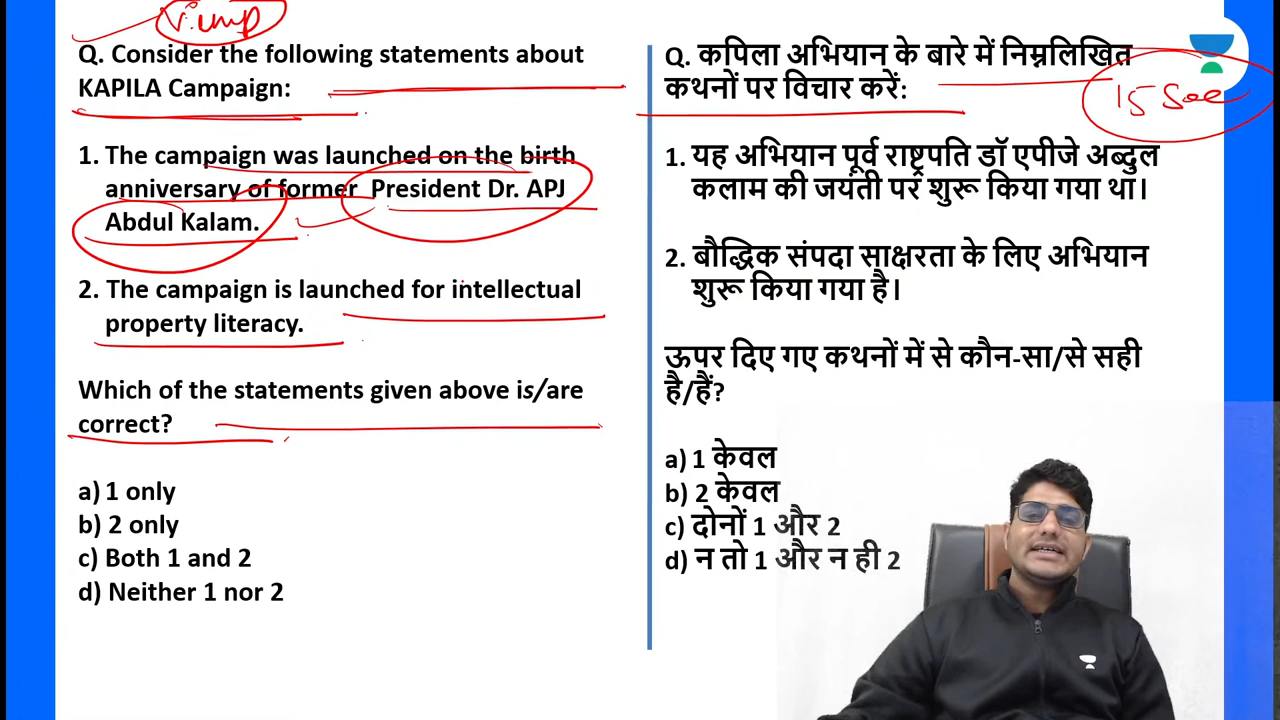 V. imp
Q. Consider the following statements about
KAPILA Campaign:
1. The campaign was launched on the birth
anniversary of former President Dr. APJ
Abdul Kalam.
2. The campaign is launched for intellectual
property literacy.
Which of the statements given above is/are
correct?
a) 1 only
b) 2 only
c) Both 1 and 2
d) Neither 1 nor 2
Q. कपिला अभियान के बारे में निम्नलिखित
कथनों पर विचार करें:
15 Sec
1. यह अभियान पूर्व राष्ट्रपति डॉ एपीजे अब्दुल
कलाम की जयंती पर शुरू किया गया था।
2. बौद्धिक संपदा साक्षरता के लिए अभियान
शुरू किया गया है।
ऊपर दिए गए कथनों में से कौन-सा/से सही
है/हैं?
a) 1 केवल
b) 2 केवल
c) दोनों 1 और 2
d) न तो 1 और न ही 2